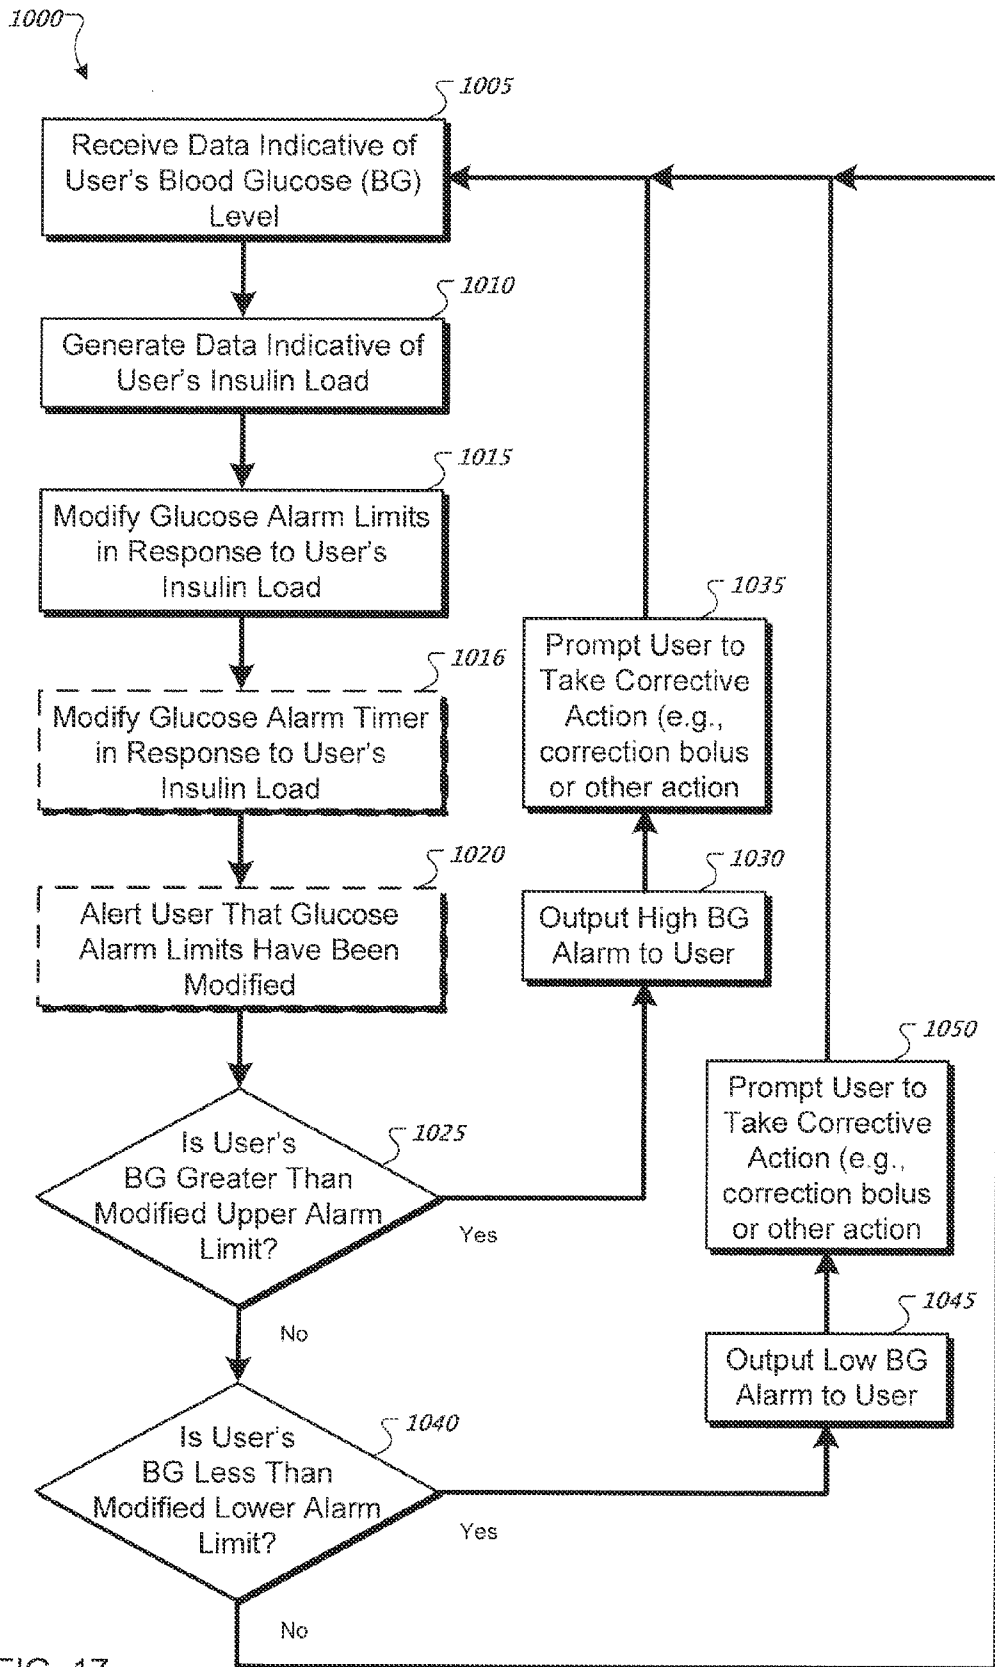 1000
1005
Receive Data Indicative of
User's Blood Glucose (BG)
Level
1010
Generate Data Indicative of
User's Insulin Load
1015
Modify Glucose Alarm Limits
in Response to User's
Insulin Load
1016
Modify Glucose Alarm Timer
in Response to User's
Insulin Load
1020
Alert User That Glucose
Alarm Limits Have Been
Modified
1025
Is User's
BG Greater Than
Modified Upper Alarm
Limit?
Yes
No
1030
Output High BG
Alarm to User
1035
Prompt User to
Take Corrective
Action (e.g.,
correction bolus
or other action
1040
Is User's
BG Less Than
Modified Lower Alarm
Limit?
Yes
No
1045
Output Low BG
Alarm to User
1050
Prompt User to
Take Corrective
Action (e.g.,
correction bolus
or other action
FIG. 17